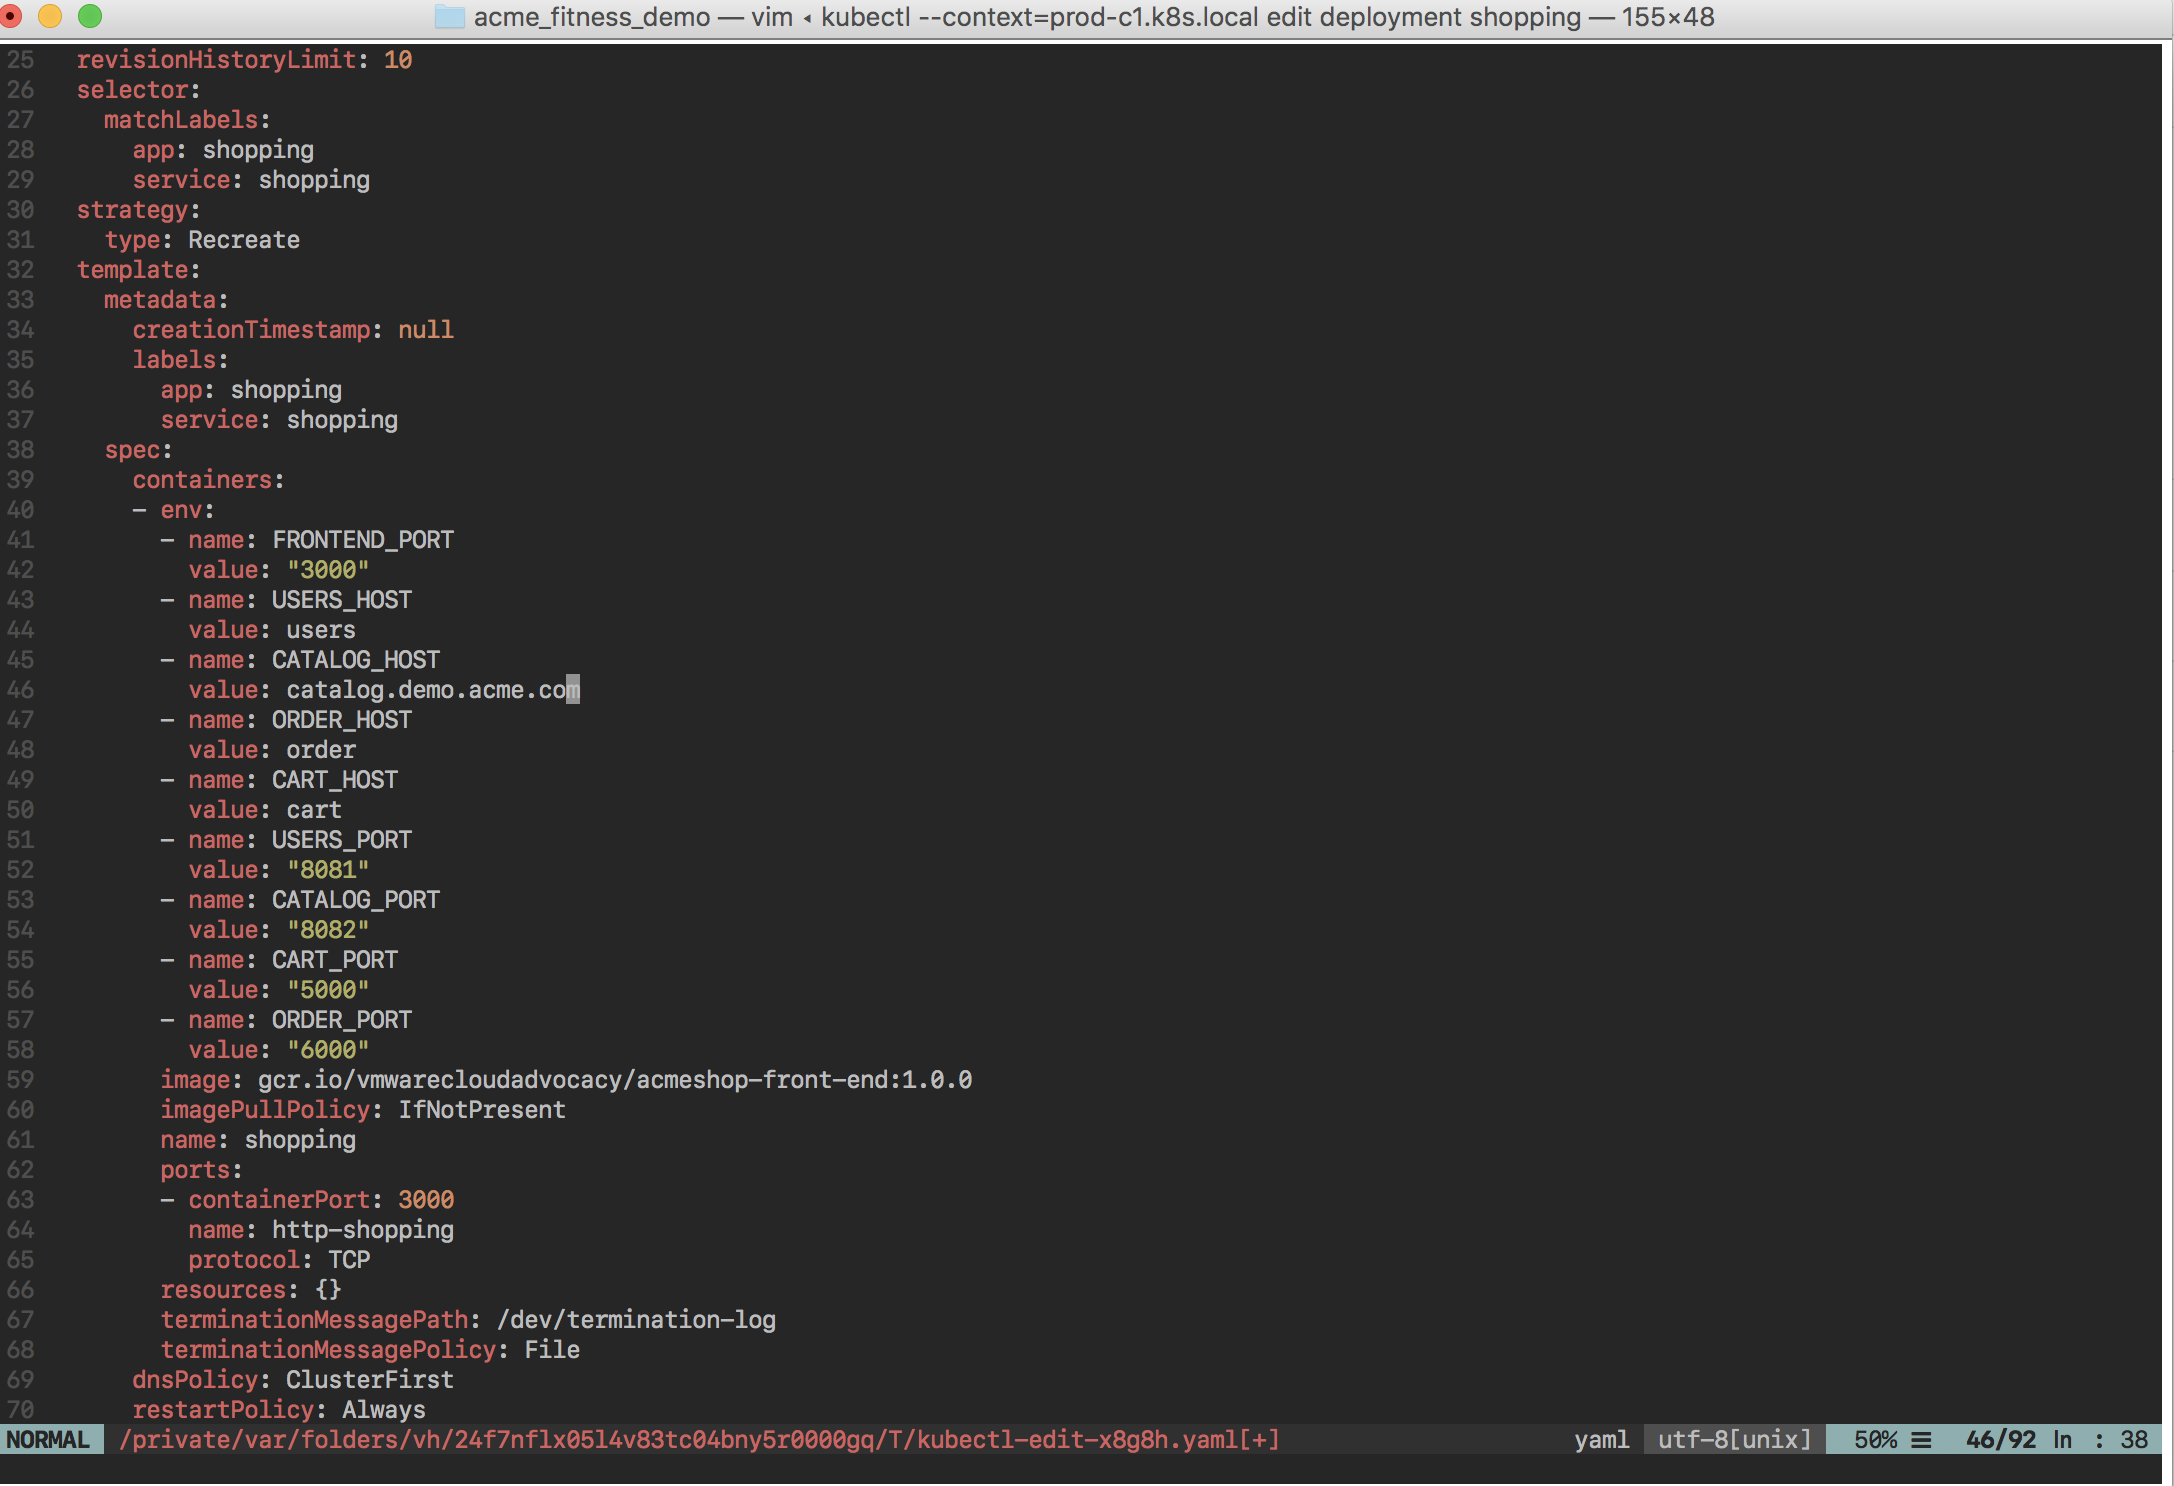 acme_fitness_demo — vim ◂ kubectl --context=prod-c1.k8s.local edit deployment shopping — 155×48
25   revisionHistoryLimit: 10
26   selector:
27     matchLabels:
28       app: shopping
29       service: shopping
30   strategy:
31     type: Recreate
32   template:
33     metadata:
34       creationTimestamp: null
35       labels:
36         app: shopping
37         service: shopping
38     spec:
39       containers:
40       - env:
41         - name: FRONTEND_PORT
42           value: "3000"
43         - name: USERS_HOST
44           value: users
45         - name: CATALOG_HOST
46           value: catalog.demo.acme.com
47         - name: ORDER_HOST
48           value: order
49         - name: CART_HOST
50           value: cart
51         - name: USERS_PORT
52           value: "8081"
53         - name: CATALOG_PORT
54           value: "8082"
55         - name: CART_PORT
56           value: "5000"
57         - name: ORDER_PORT
58           value: "6000"
59         image: gcr.io/vmwarecloudadvocacy/acmeshop-front-end:1.0.0
60         imagePullPolicy: IfNotPresent
61         name: shopping
62         ports:
63         - containerPort: 3000
64           name: http-shopping
65           protocol: TCP
66         resources: {}
67         terminationMessagePath: /dev/termination-log
68         terminationMessagePolicy: File
69       dnsPolicy: ClusterFirst
70       restartPolicy: Always
NORMAL /private/var/folders/vh/24f7nflx05l4v83tc04bny5r0000gq/T/kubectl-edit-x8g8h.yaml[+] yaml utf-8[unix] 50% ☰ 46/92 ln : 38